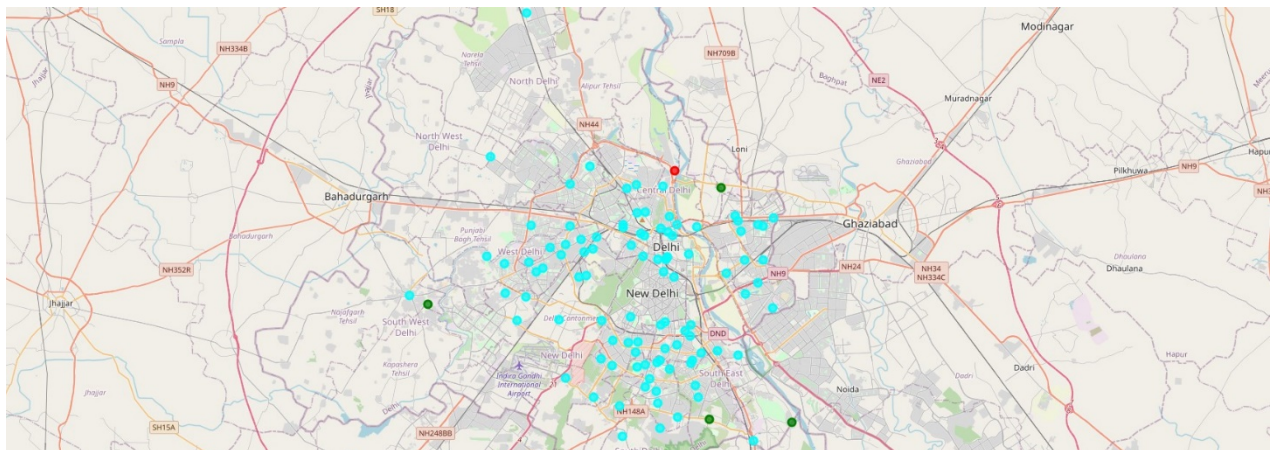 SH18
Modinagar
Sampla
NH334B
Narela
Tehsil
NH709B
Jhajjar
North Delhi
Baghpat
NE2
NH9
Jhajjar
Alipur Tehsil
Muradnagar
NH44
North West
Delhi
Loni
Ghaziabad
Hapur
Pilkhuwa
NH9
Central Delhi
Bahadurgarh
Ghaziabad
Punjabi
Bagh Tehsil
Bahadurgarh
West Delhi
Delhi
Dhaulana
NH352R
NH9
NH24
NH34
NH334C
Dhaulana
New Delhi
Jhajjar
Najafgarh
Tehsil
South West
Delhi
Delhi Cantonment
DND
New Delhi
Hapur
Kapashera
Tehsil
Indira Gandhi
International
Airport
South East
Delhi
Dadri
Dadri
Jhajjar
Noida
Delhi
NH148A
SH15A
NH248BB